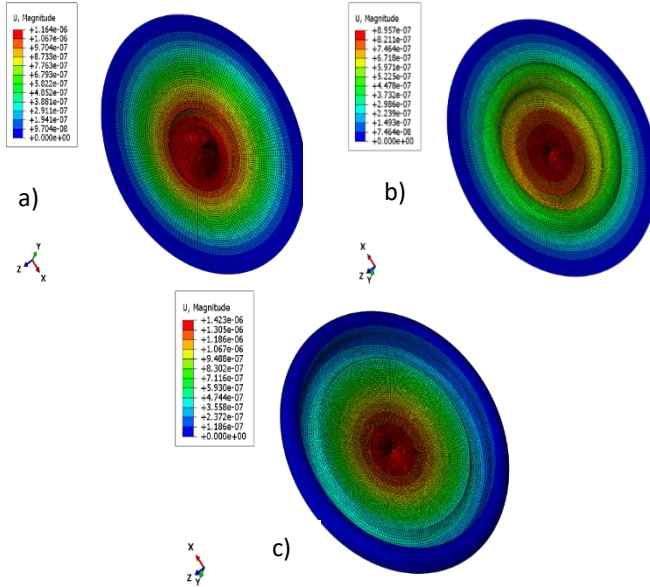 U, Magnitude
+1.164e-06
+1.067e-06
+9.704e-07
+8.733e-07
+7.763e-07
+6.793e-07
+5.822e-07
+4.852e-07
+3.881e-07
+2.911e-07
+1.941e-07
+9.704e-08
+0.000e+00
a)
Y
Z
X
U, Magnitude
+8.957e-07
+8.211e-07
+7.464e-07
+6.718e-07
+5.971e-07
+5.225e-07
+4.478e-07
+3.732e-07
+2.986e-07
+2.239e-07
+1.493e-07
+7.464e-08
+0.000e+00
b)
X
Z
Y
U, Magnitude
+1.423e-06
+1.305e-06
+1.186e-06
+1.067e-06
+9.488e-07
+8.302e-07
+7.116e-07
+5.930e-07
+4.744e-07
+3.558e-07
+2.372e-07
+1.186e-07
+0.000e+00
c)
X
Z
Y